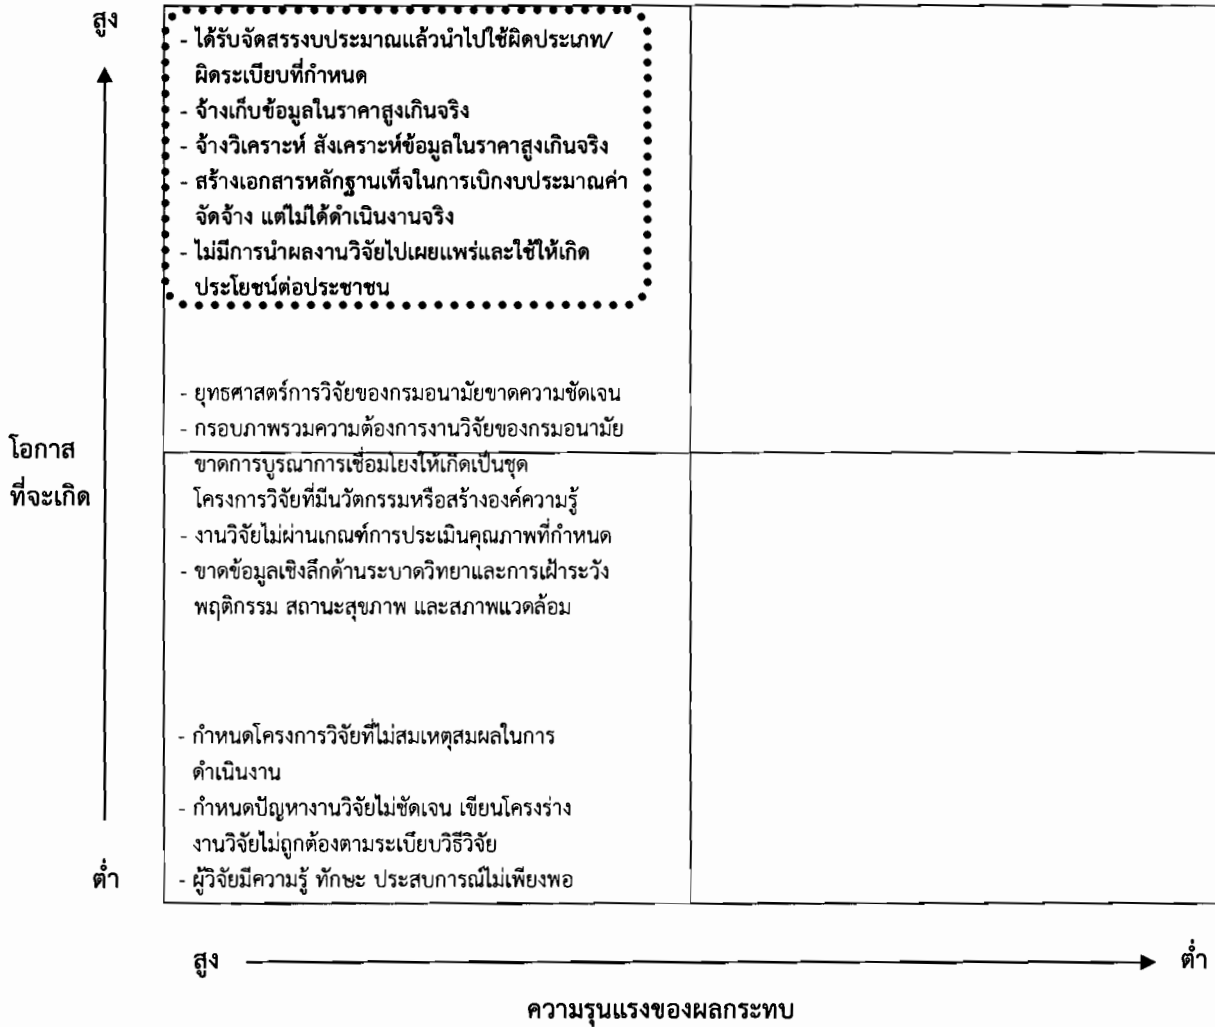 สูง
- ได้รับจัดสรรงบประมาณแล้วนำไปใช้ผิดประเภท/
ผิดระเบียบที่กำหนด
- จ้างเก็บข้อมูลในราคาสูงเกินจริง
- จ้างวิเคราะห์ สังเคราะห์ข้อมูลในราคาสูงเกินจริง
- สร้างเอกสารหลักฐานเท็จในการเบิกงบประมาณค่า
จัดจ้าง แต่ไม่ได้ดำเนินงานจริง
- ไม่มีการนำผลงานวิจัยไปเผยแพร่และใช้ให้เกิด
ประโยชน์ต่อประชาชน
- ยุทธศาสตร์การวิจัยของกรมอนามัยขาดความชัดเจน
- กรอบภาพรวมความต้องการงานวิจัยของกรมอนามัย
ขาดการบูรณาการเชื่อมโยงให้เกิดเป็นชุด
โครงการวิจัยที่มีนวัตกรรมหรือสร้างองค์ความรู้
- งานวิจัยไม่ผ่านเกณฑ์การประเมินคุณภาพที่กำหนด
- ขาดข้อมูลเชิงลึกด้านระบาดวิทยาและการเฝ้าระวัง
พฤติกรรม สถานะสุขภาพ และสภาพแวดล้อม
โอกาส
ที่จะเกิด
- กำหนดโครงการวิจัยที่ไม่สมเหตุสมผลในการ
ดำเนินงาน
- กำหนดปัญหางานวิจัยไม่ชัดเจน เขียนโครงร่าง
งานวิจัยไม่ถูกต้องตามระเบียบวิธีวิจัย
- ผู้วิจัยมีความรู้ ทักษะ ประสบการณ์ไม่เพียงพอ
ต่ำ
สูง
ต่ำ
ความรุนแรงของผลกระทบ